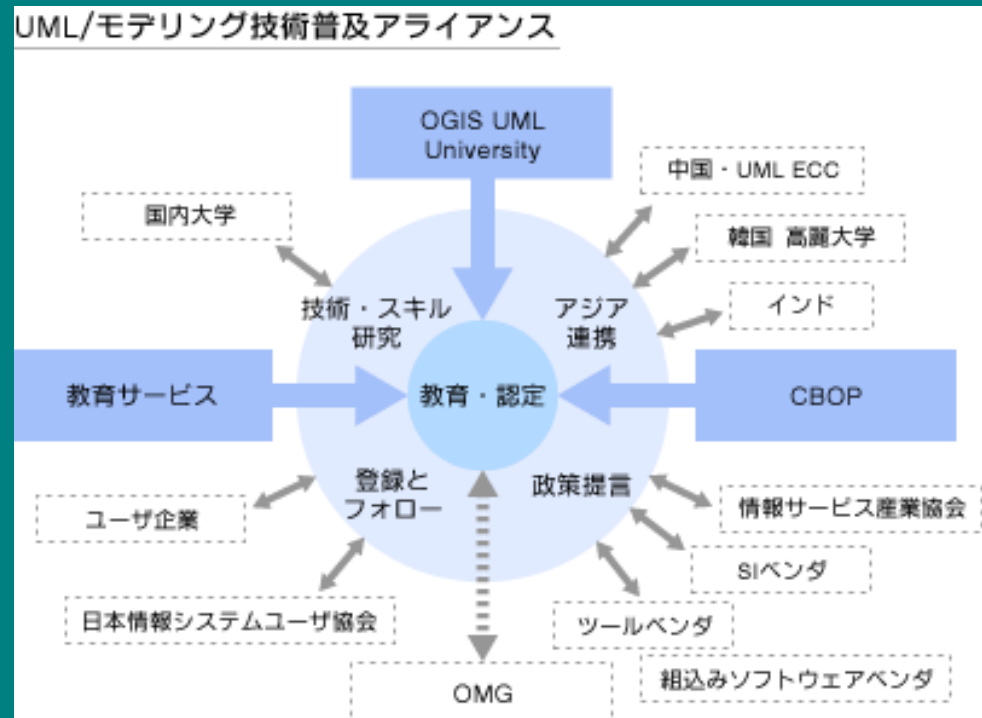 UML/モデリング技術普及アライアンス
OGIS UML
University
中国・UML ECC
国内大学
韓国 高麗大学
技術・スキル
研究
アジア
連携
インド
教育サービス
教育・認定
CBOP
登録と
フォロー
政策提言
ユーザ企業
情報サービス産業協会
SIベンダ
日本情報システムユーザ協会
ツールベンダ
OMG
組込みソフトウェアベンダ